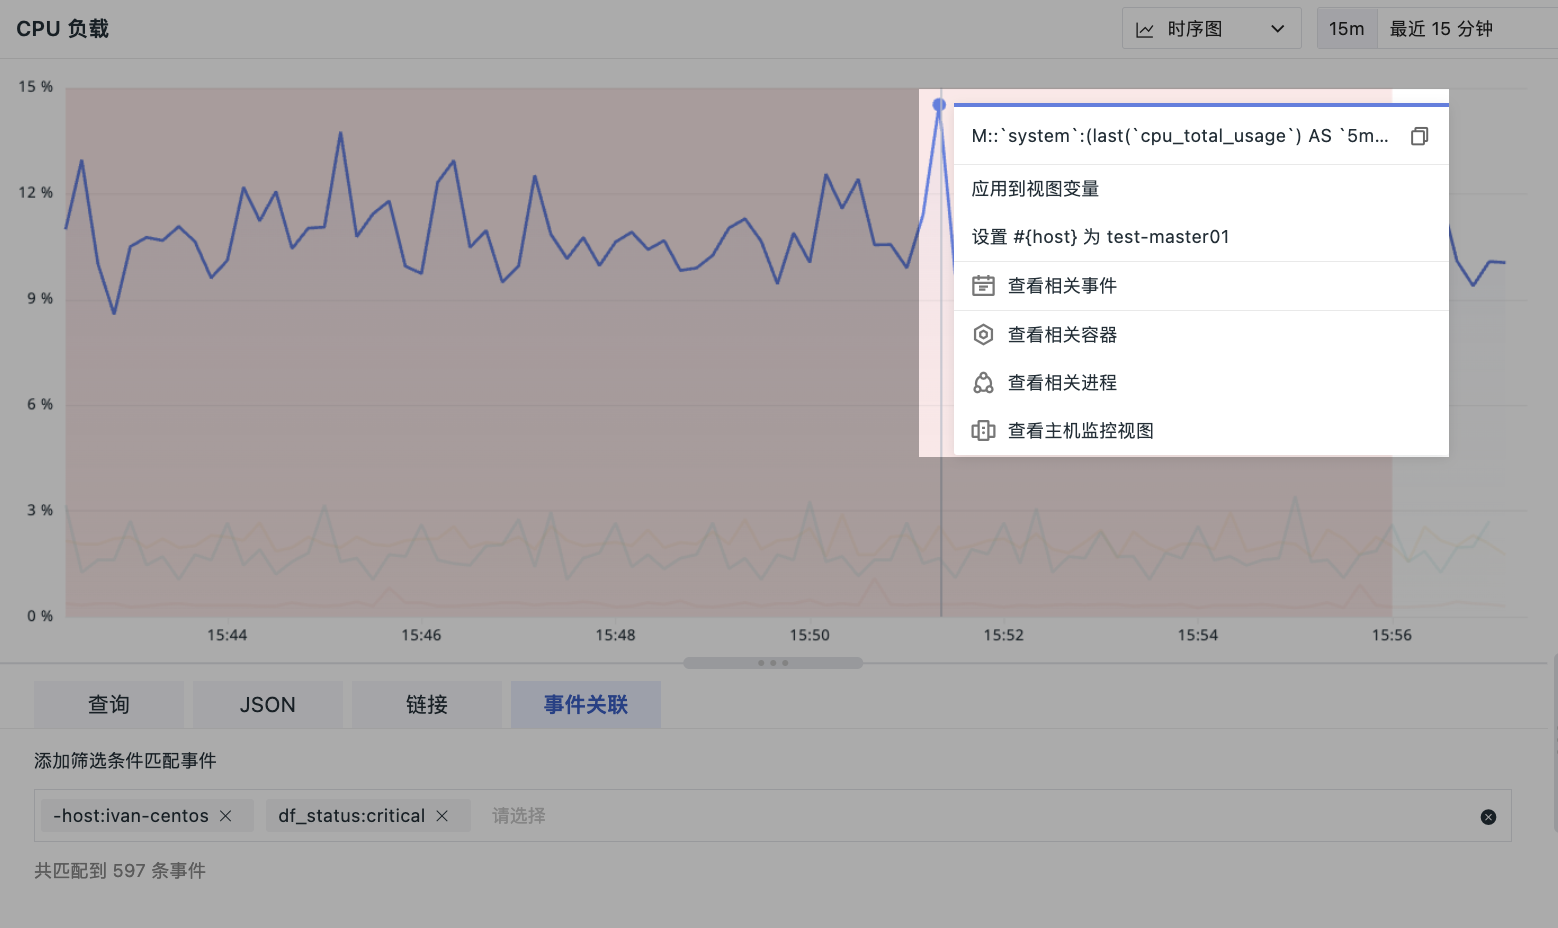 CPU 负载
时序图
15m 最近 15 分钟
15 %
12 %
9 %
6 %
3 %
0 %
M::`system`:(last(`cpu_total_usage`) AS `5m...
应用到视图变量
设置 #{host} 为 test-master01
查看相关事件
查看相关容器
查看相关进程
查看主机监控视图
15:44 15:46 15:48 15:50 15:52 15:54 15:56
查询 JSON 链接 事件关联
添加筛选条件匹配事件
-host:ivan-centos df_status:critical 请选择
共匹配到 597 条事件